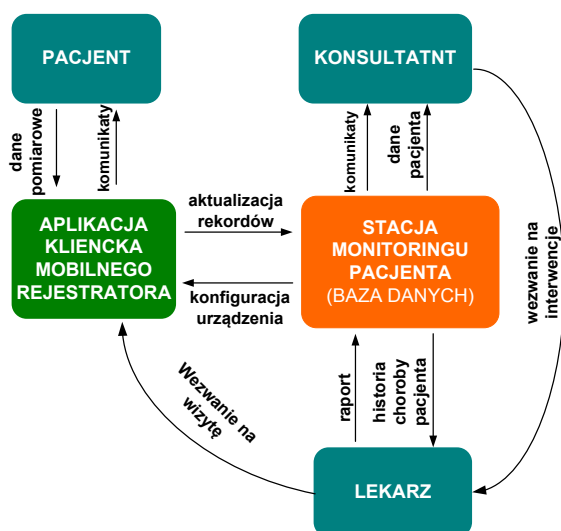 PACJENT
KONSULTATNT
dane
pomiarowe
komunikaty
komunikaty
dane
pacjenta
APLIKACJA
KLIENCKA
MOBILNEGO
REJESTRATORA
aktualizacja
rekordów
konfiguracja
urządzenia
STACJA
MONITORINGU
PACJENTA
(BAZA DANYCH)
wezwanie na
interwencje
Wezwanie na
wizytę
raport
historia
choroby
pacjenta
LEKARZ